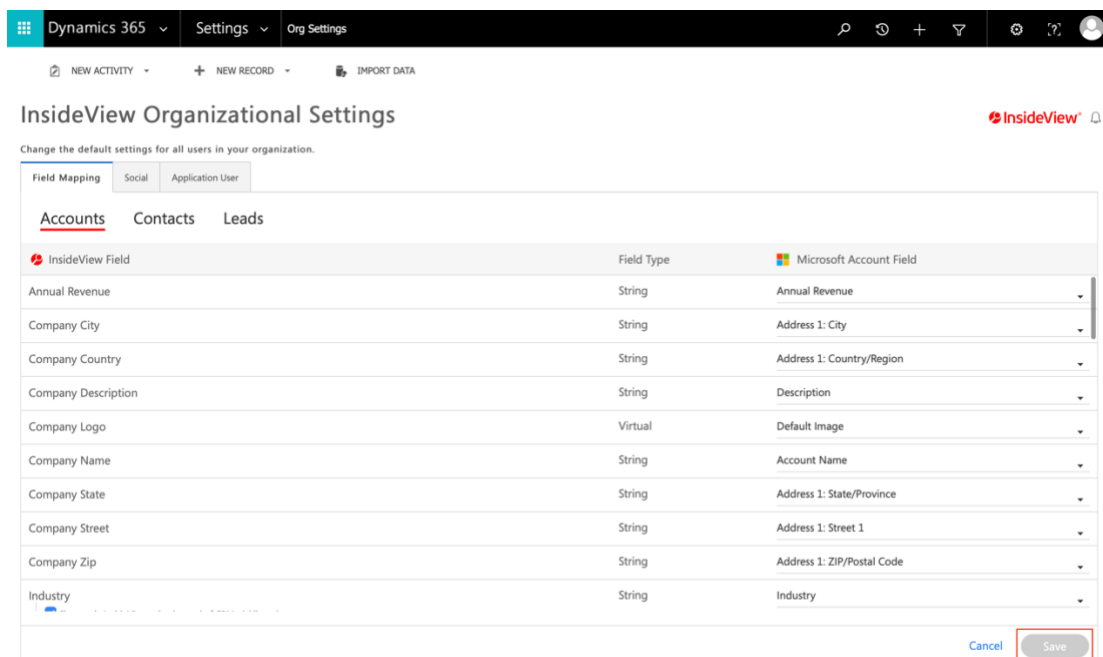 Dynamics 365 Settings Org Settings
NEW ACTIVITY NEW RECORD IMPORT DATA
InsideView Organizational Settings
InsideView®
Change the default settings for all users in your organization.
Field Mapping Social Application User
Accounts Contacts Leads
InsideView Field Field Type Microsoft Account Field
Annual Revenue String Annual Revenue
Company City String Address 1: City
Company Country String Address 1: Country/Region
Company Description String Description
Company Logo Virtual Default Image
Company Name String Account Name
Company State String Address 1: State/Province
Company Street String Address 1: Street 1
Company Zip String Address 1: ZIP/Postal Code
Industry String Industry
Cancel Save